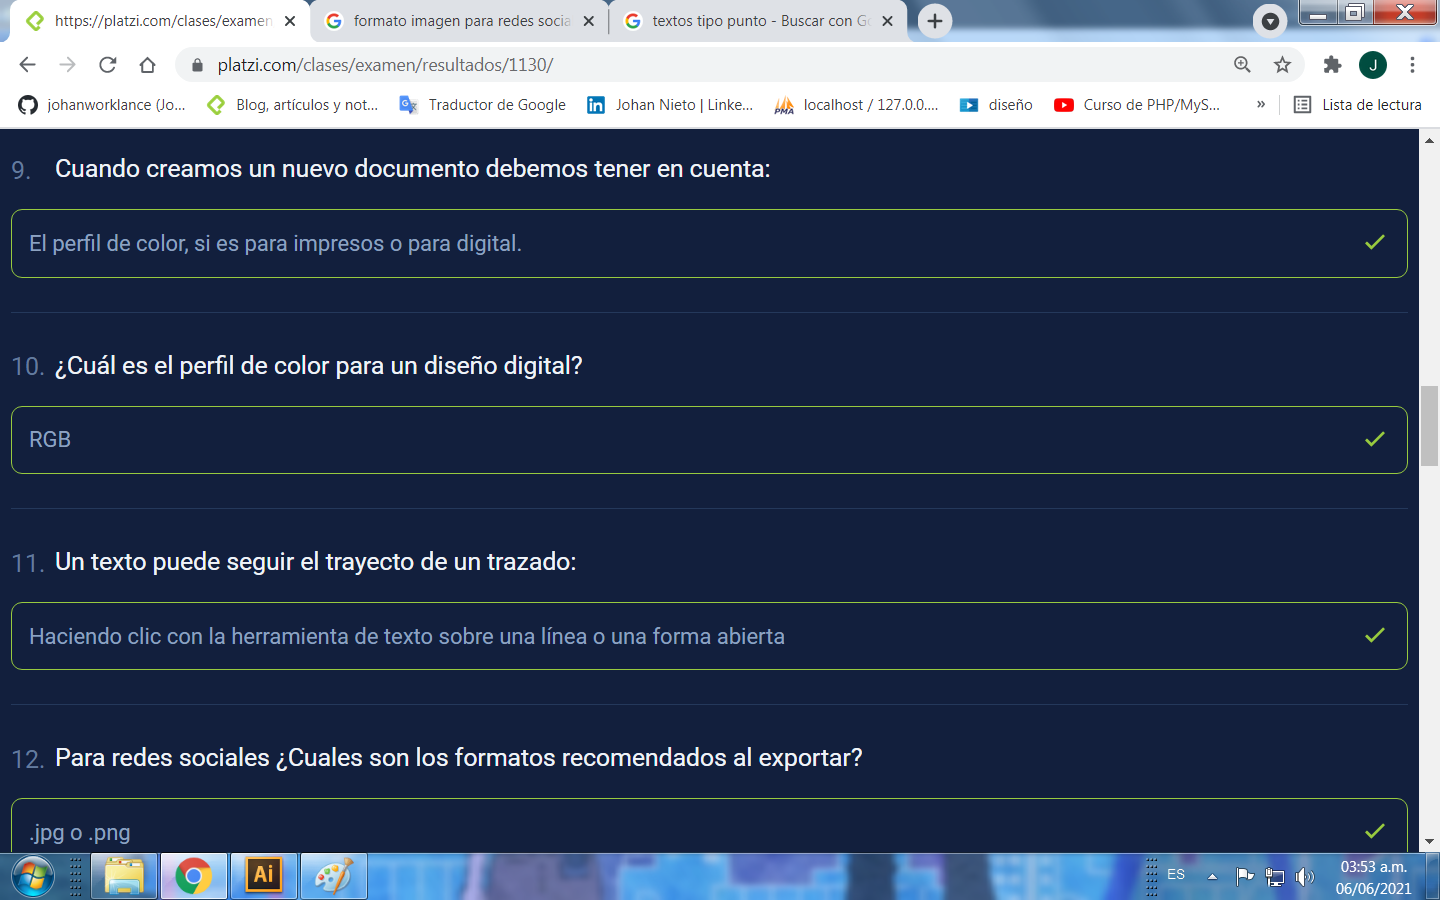 https://platzi.com/clases/examen
formato imagen para redes socia
textos tipo punto - Buscar con Go
platzi.com/clases/examen/resultados/1130/
J
johanworklance (Jo...
Blog, artículos y not...
Traductor de Google
Johan Nieto | Linke...
localhost / 127.0.0....
diseño
Curso de PHP/MyS...
»
Lista de lectura
9. Cuando creamos un nuevo documento debemos tener en cuenta:
El perfil de color, si es para impresos o para digital.
10. ¿Cuál es el perfil de color para un diseño digital?
RGB
11. Un texto puede seguir el trayecto de un trazado:
Haciendo clic con la herramienta de texto sobre una línea o una forma abierta
12. Para redes sociales ¿Cuales son los formatos recomendados al exportar?
.jpg o .png
Ai
ES
03:53 a.m.
06/06/2021